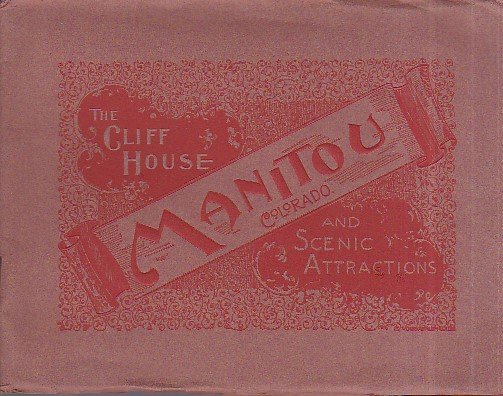 THE
CLIFF
HOUSE
MANITOU
COLORADO
AND
SCENIC
ATTRACTIONS